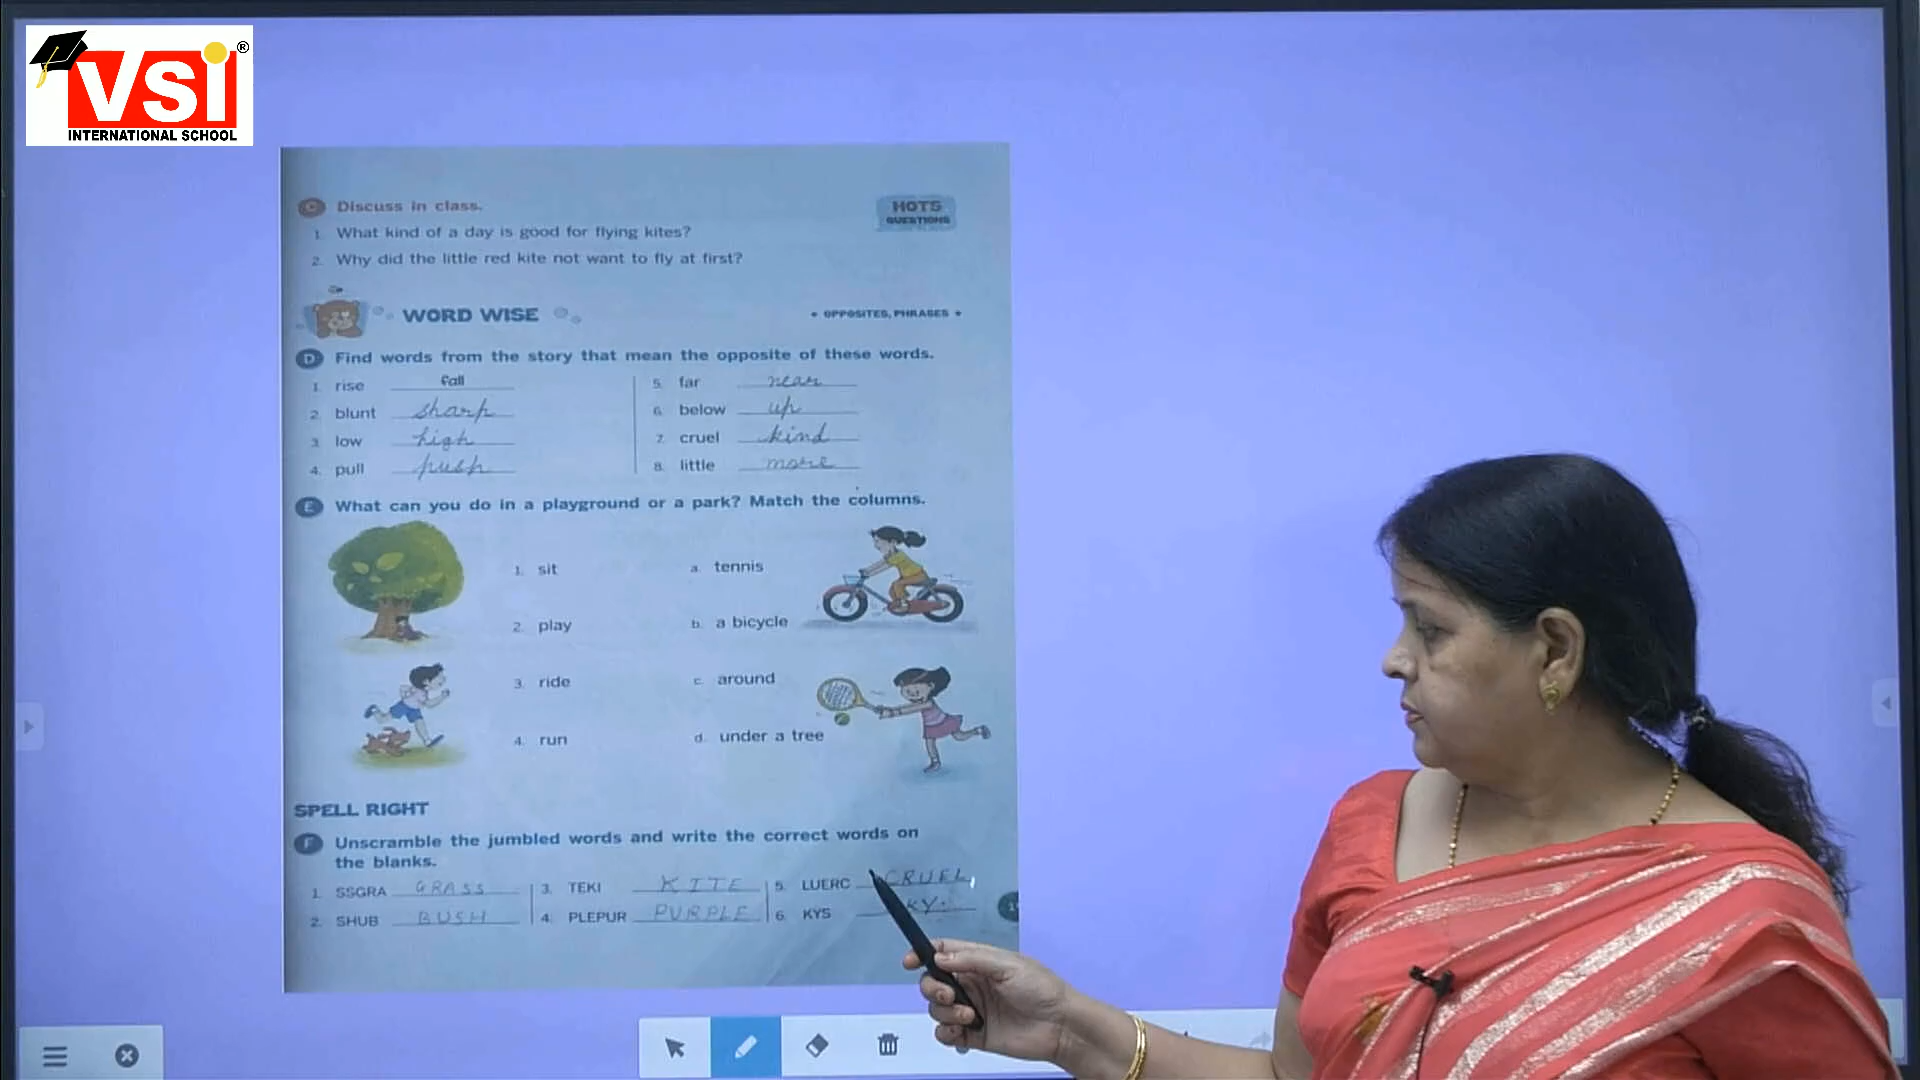 VSI ®
INTERNATIONAL SCHOOL
C Discuss in class.
HOTS
QUESTIONS
1. What kind of a day is good for flying kites?
2. Why did the little red kite not want to fly at first?
WORD WISE
• OPPOSITES, PHRASES •
D Find words from the story that mean the opposite of these words.
1. rise fall
2. blunt sharp
3. low high
4. pull push
5. far near
6. below up
7. cruel kind
8. little more
E What can you do in a playground or a park? Match the columns.
1. sit
2. play
3. ride
4. run
a. tennis
b. a bicycle
c. around
d. under a tree
SPELL RIGHT
F Unscramble the jumbled words and write the correct words on
the blanks.
1. SSGRA GRASS
2. SHUB BUSH
3. TEKI KITE
4. PLEPUR PURPLE
5. LUERC CRUEL
6. KYS KY